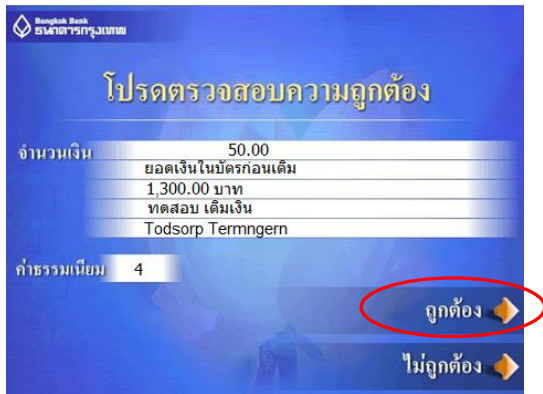 Bangkok Bank
ธนาคารกรุงเทพ
โปรดตรวจสอบความถูกต้อง
จำนวนเงิน 50.00
ยอดเงินในบัตรก่อนเติม
1,300.00 บาท
ทดสอบ เติมเงิน
Todsorp Termngern
ค่าธรรมเนียม 4
ถูกต้อง
ไม่ถูกต้อง